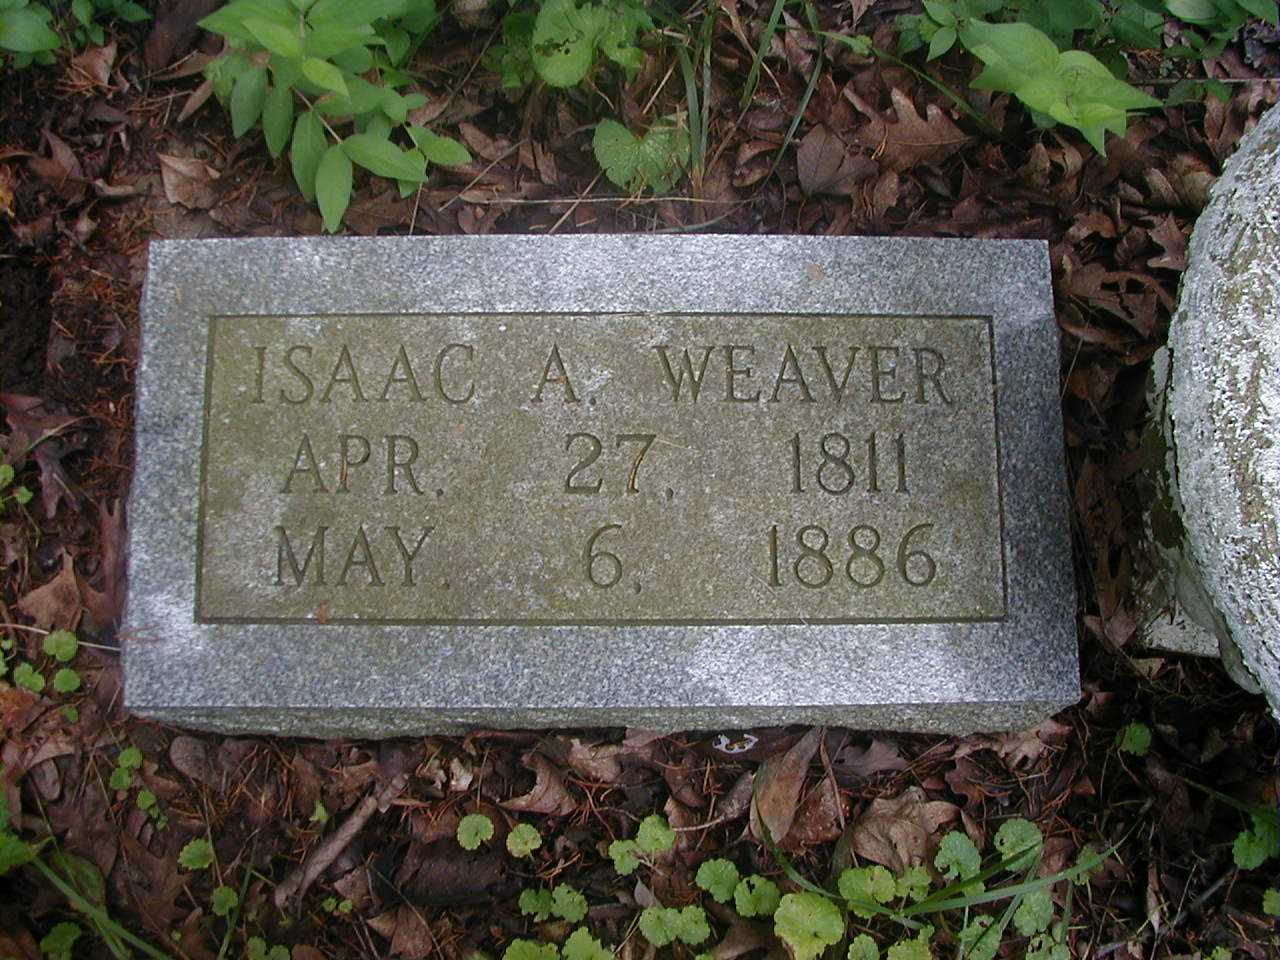 ISAAC A. WEAVER
APR. 27, 1811
MAY. 6, 1886